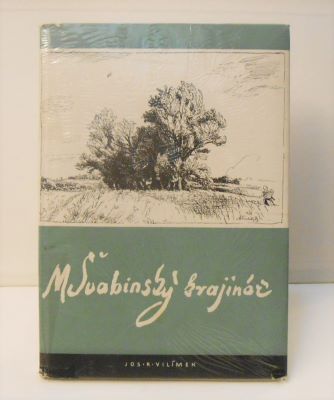 M Švabinský krajinář
JOS·R·VILÍMEK